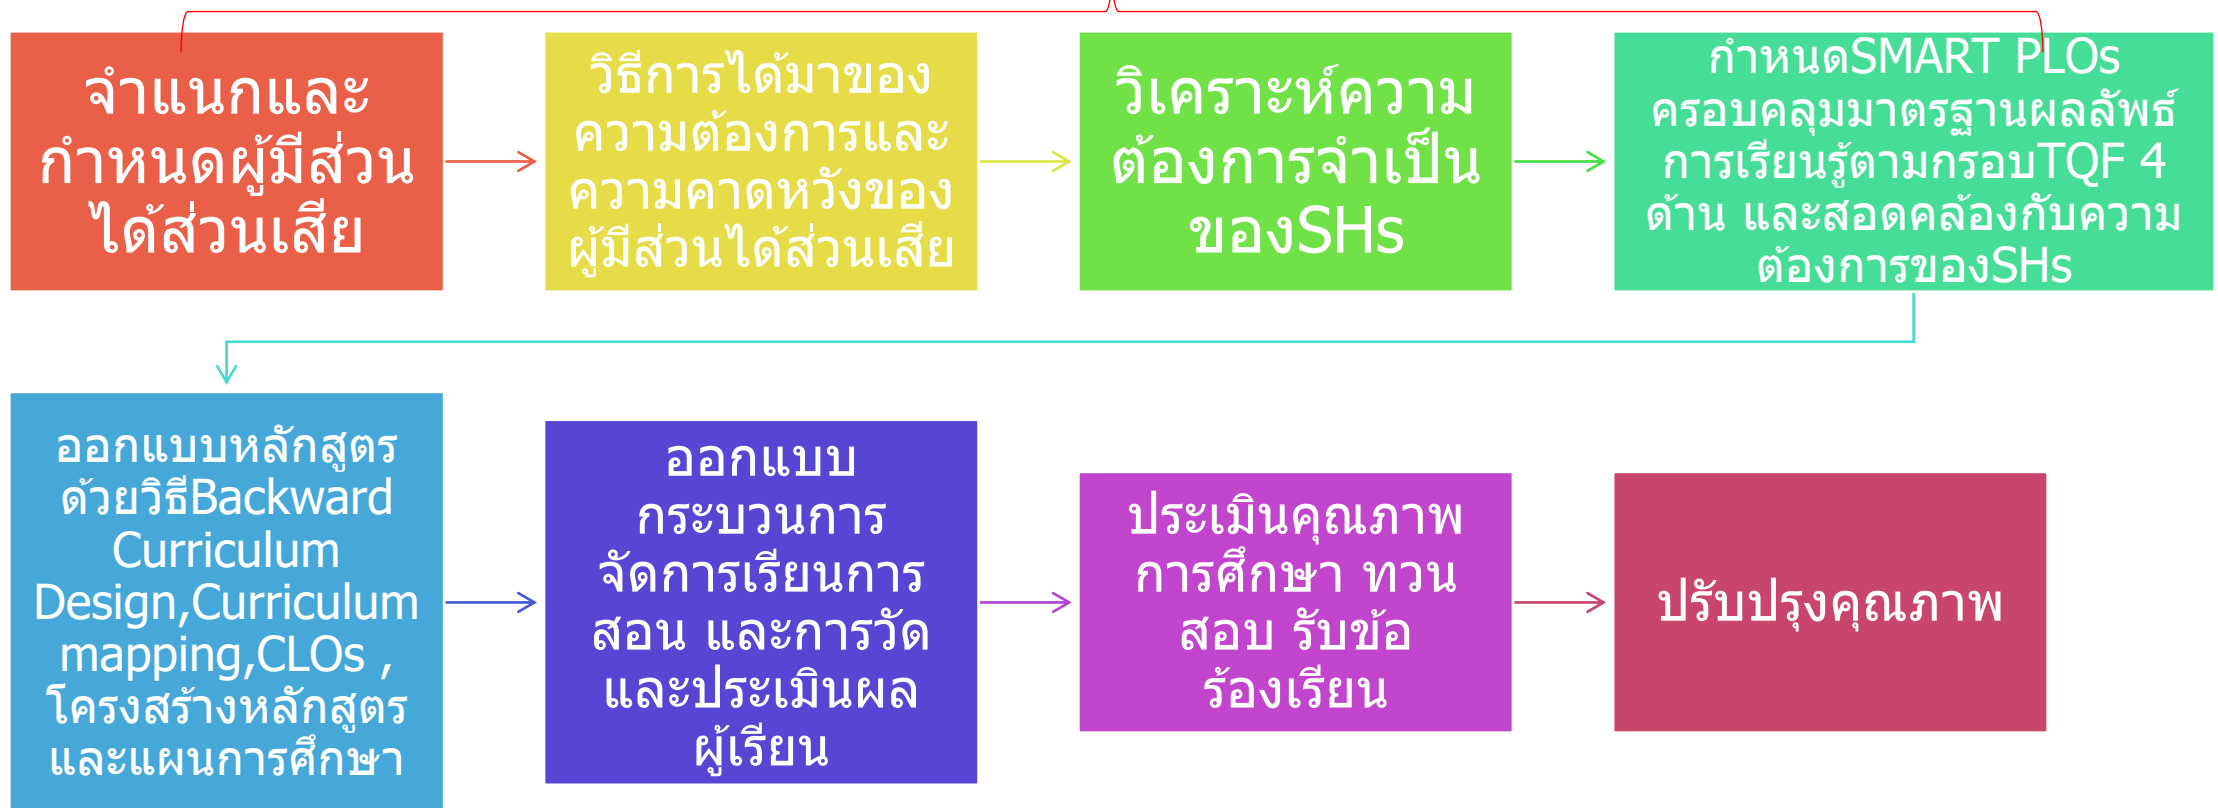 จำแนกและ
กำหนดผู้มีส่วน
ได้ส่วนเสีย
วิธีการได้มาของ
ความต้องการและ
ความคาดหวังของ
ผู้มีส่วนได้ส่วนเสีย
วิเคราะห์ความ
ต้องการจำเป็น
ของSHs
กำหนดSMART PLOs
ครอบคลุมมาตรฐานผลลัพธ์
การเรียนรู้ตามกรอบTQF 4
ด้าน และสอดคล้องกับความ
ต้องการของSHs
ออกแบบหลักสูตร
ด้วยวิธีBackward
Curriculum
Design,Curriculum
mapping,CLOs ,
โครงสร้างหลักสูตร
และแผนการศึกษา
ออกแบบ
กระบวนการ
จัดการเรียนการ
สอน และการวัด
และประเมินผล
ผู้เรียน
ประเมินคุณภาพ
การศึกษา ทวน
สอบ รับข้อ
ร้องเรียน
ปรับปรุงคุณภาพ